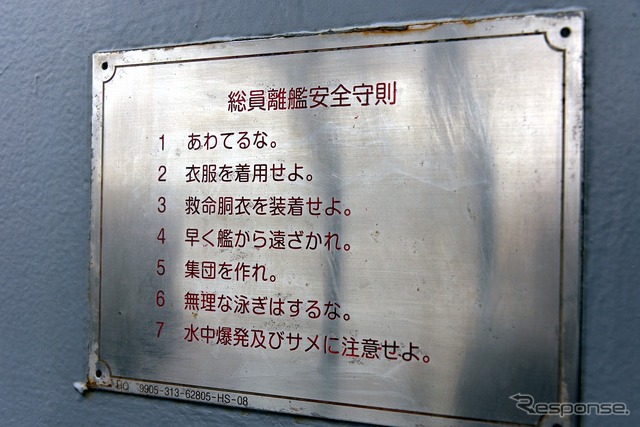 総員離艦安全守則
1 あわてるな。
2 衣服を着用せよ。
3 救命胴衣を装着せよ。
4 早く艦から遠ざかれ。
5 集団を作れ。
6 無理な泳ぎはするな。
7 水中爆発及びサメに注意せよ。
9905-313-62805-HS-08
Response.